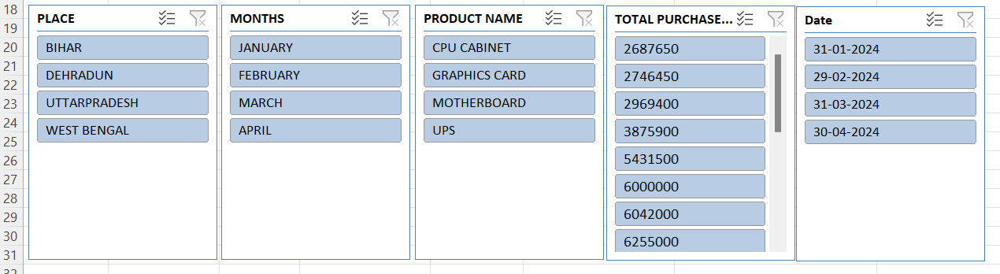 18
19
20
21
22
23
24
25
26
27
28
29
30
31
PLACE
BIHAR
DEHRADUN
UTTARPRADESH
WEST BENGAL
MONTHS
JANUARY
FEBRUARY
MARCH
APRIL
PRODUCT NAME
CPU CABINET
GRAPHICS CARD
MOTHERBOARD
UPS
TOTAL PURCHASE...
2687650
2746450
2969400
3875900
5431500
6000000
6042000
6255000
Date
31-01-2024
29-02-2024
31-03-2024
30-04-2024